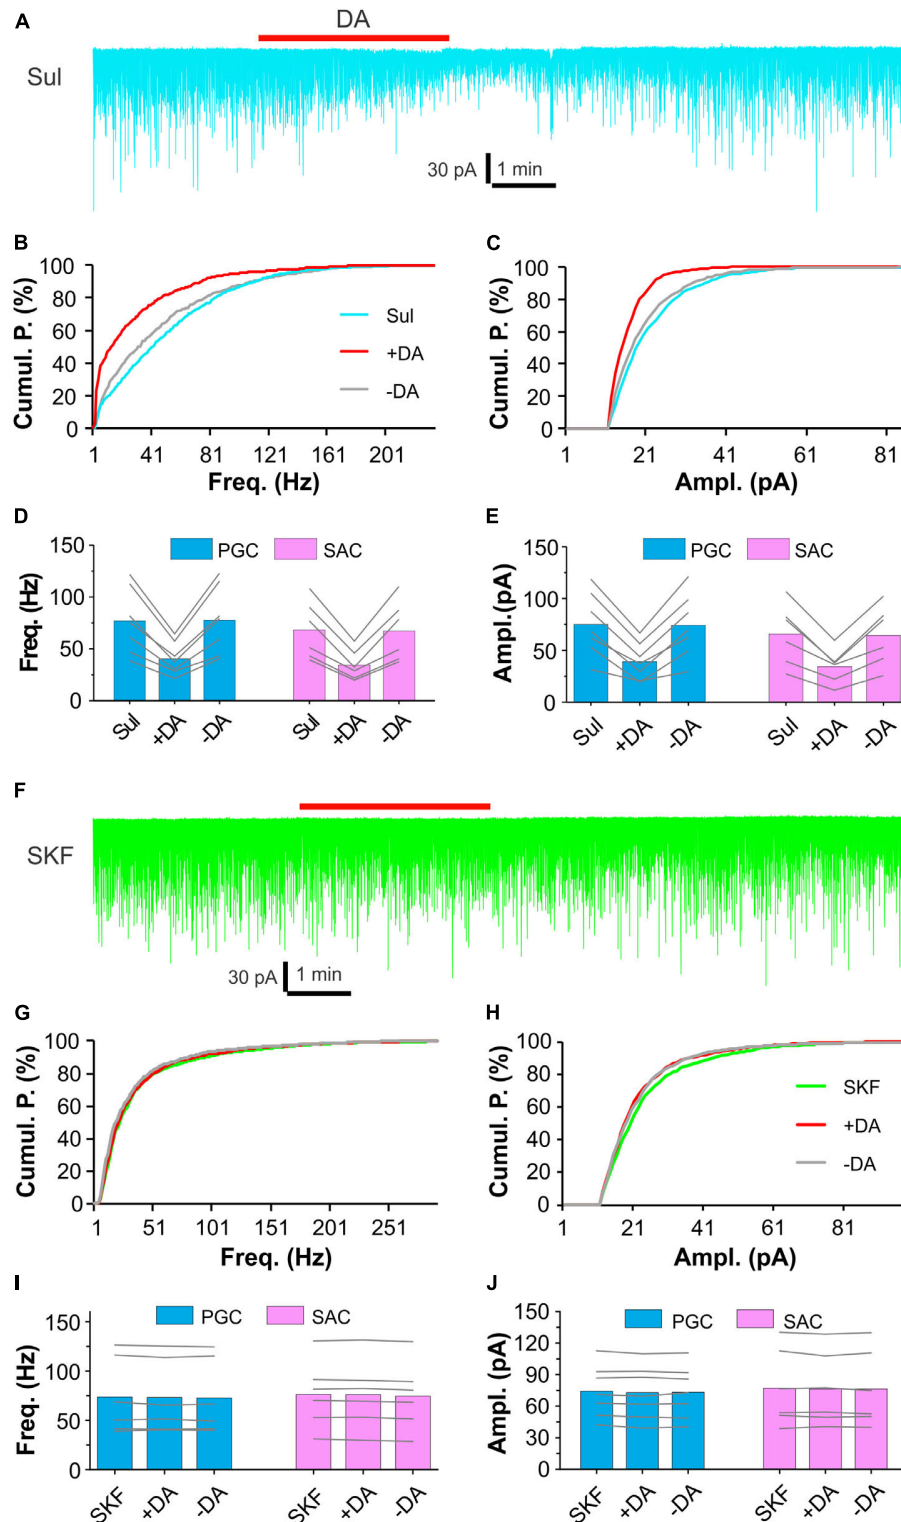 A
DA
Sul
30 pA
1 min
B
Cumul. P. (%)
100
80
60
40
20
0
Sul
+DA
-DA
1 41 81 121 161 201
Freq. (Hz)
C
Cumul. P. (%)
100
80
60
40
20
0
1 21 41 61 81
Ampl. (pA)
D
Freq. (Hz)
150
100
50
0
PGC SAC
Sul +DA -DA Sul +DA -DA
E
Ampl.(pA)
150
100
50
0
PGC SAC
Sul +DA -DA Sul +DA -DA
F
SKF
30 pA
1 min
G
Cumul. P. (%)
100
80
60
40
20
0
1 51 101 151 201 251
Freq. (Hz)
H
Cumul. P. (%)
100
80
60
40
20
0
SKF
+DA
-DA
1 21 41 61 81
Ampl. (pA)
I
Freq. (Hz)
150
100
50
0
PGC SAC
SKF +DA -DA SKF +DA -DA
J
Ampl. (pA)
150
120
90
60
30
0
PGC SAC
SKF +DA -DA SKF +DA -DA